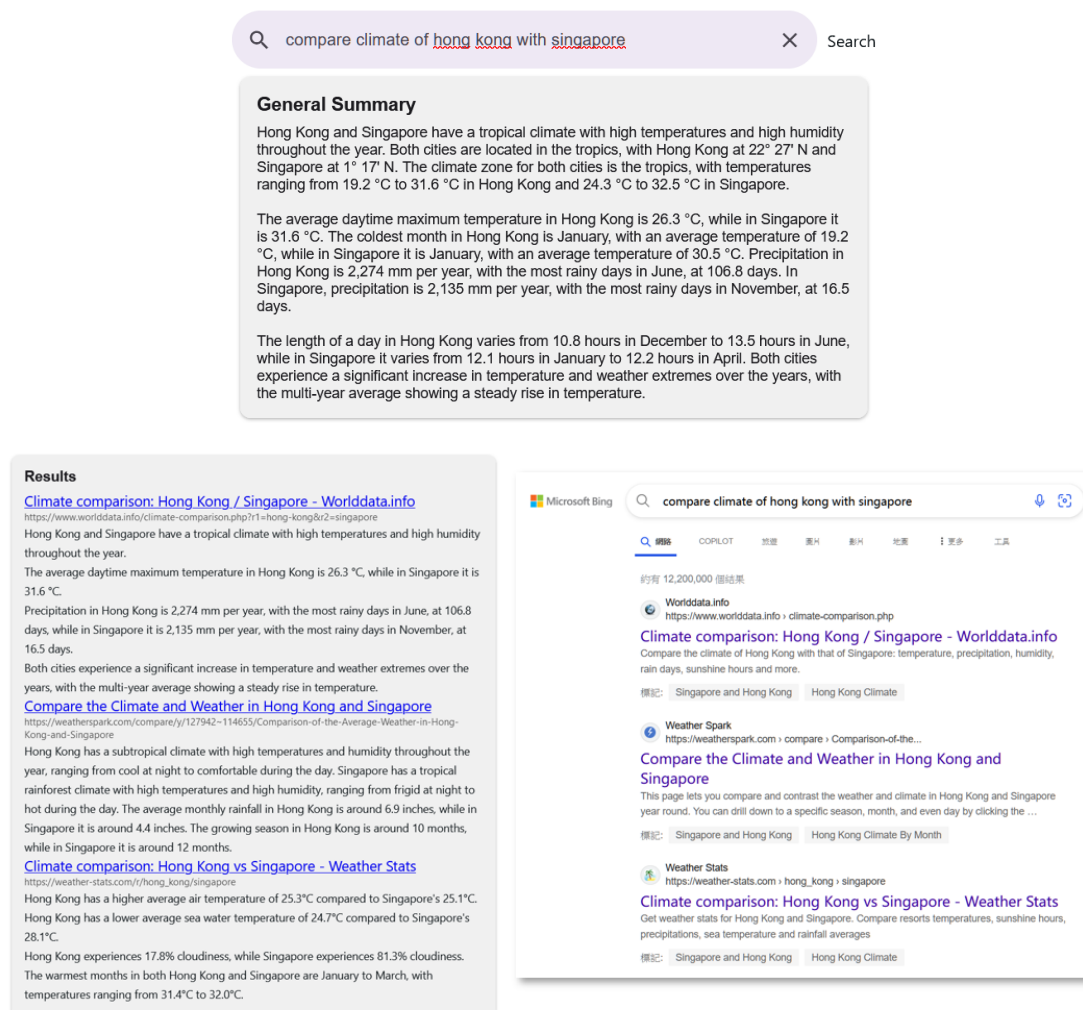 compare climate of hong kong with singapore
Search
General Summary
Hong Kong and Singapore have a tropical climate with high temperatures and high humidity
throughout the year. Both cities are located in the tropics, with Hong Kong at 22° 27' N and
Singapore at 1° 17' N. The climate zone for both cities is the tropics, with temperatures
ranging from 19.2 °C to 31.6 °C in Hong Kong and 24.3 °C to 32.5 °C in Singapore.
The average daytime maximum temperature in Hong Kong is 26.3 °C, while in Singapore it
is 31.6 °C. The coldest month in Hong Kong is January, with an average temperature of 19.2
°C, while in Singapore it is January, with an average temperature of 30.5 °C. Precipitation in
Hong Kong is 2,274 mm per year, with the most rainy days in June, at 106.8 days. In
Singapore, precipitation is 2,135 mm per year, with the most rainy days in November, at 16.5
days.
The length of a day in Hong Kong varies from 10.8 hours in December to 13.5 hours in June,
while in Singapore it varies from 12.1 hours in January to 12.2 hours in April. Both cities
experience a significant increase in temperature and weather extremes over the years, with
the multi-year average showing a steady rise in temperature.
Results
Climate comparison: Hong Kong / Singapore - Worlddata.info
https://www.worlddata.info/climate-comparison.php?r1=hong-kong&r2=singapore
Hong Kong and Singapore have a tropical climate with high temperatures and high humidity
throughout the year.
The average daytime maximum temperature in Hong Kong is 26.3 °C, while in Singapore it is
31.6 °C.
Precipitation in Hong Kong is 2,274 mm per year, with the most rainy days in June, at 106.8
days, while in Singapore it is 2,135 mm per year, with the most rainy days in November, at
16.5 days.
Both cities experience a significant increase in temperature and weather extremes over the
years, with the multi-year average showing a steady rise in temperature.
Compare the Climate and Weather in Hong Kong and Singapore
https://weatherspark.com/compare/y/127942~114655/Comparison-of-the-Average-Weather-in-Hong-
Kong-and-Singapore
Hong Kong has a subtropical climate with high temperatures and humidity throughout the
year, ranging from cool at night to comfortable during the day. Singapore has a tropical
rainforest climate with high temperatures and high humidity, ranging from frigid at night to
hot during the day. The average monthly rainfall in Hong Kong is around 6.9 inches, while in
Singapore it is around 4.4 inches. The growing season in Hong Kong is around 10 months,
while in Singapore it is around 12 months.
Climate comparison: Hong Kong vs Singapore - Weather Stats
https://weather-stats.com/r/hong_kong/singapore
Hong Kong has a higher average air temperature of 25.3°C compared to Singapore's 25.1°C.
Hong Kong has a lower average sea water temperature of 24.7°C compared to Singapore's
28.1°C.
Hong Kong experiences 17.8% cloudiness, while Singapore experiences 81.3% cloudiness.
The warmest months in both Hong Kong and Singapore are January to March, with
temperatures ranging from 31.4°C to 32.0°C.
Microsoft Bing
compare climate of hong kong with singapore
網路 COPILOT 旅遊 圖片 影片 地圖 更多 工具
約有 12,200,000 個結果
Worlddata.info
https://www.worlddata.info › climate-comparison.php
Climate comparison: Hong Kong / Singapore - Worlddata.info
Compare the climate of Hong Kong with that of Singapore: temperature, precipitation, humidity,
rain days, sunshine hours and more.
標記: Singapore and Hong Kong Hong Kong Climate
Weather Spark
https://weatherspark.com › compare › Comparison-of-the...
Compare the Climate and Weather in Hong Kong and
Singapore
This page lets you compare and contrast the weather and climate in Hong Kong and Singapore
year round. You can drill down to a specific season, month, and even day by clicking the ...
標記: Singapore and Hong Kong Hong Kong Climate By Month
Weather Stats
https://weather-stats.com › hong_kong › singapore
Climate comparison: Hong Kong vs Singapore - Weather Stats
Get weather stats for Hong Kong and Singapore. Compare resorts temperatures, sunshine hours,
precipitations, sea temperature and rainfall averages
標記: Singapore and Hong Kong Hong Kong Climate